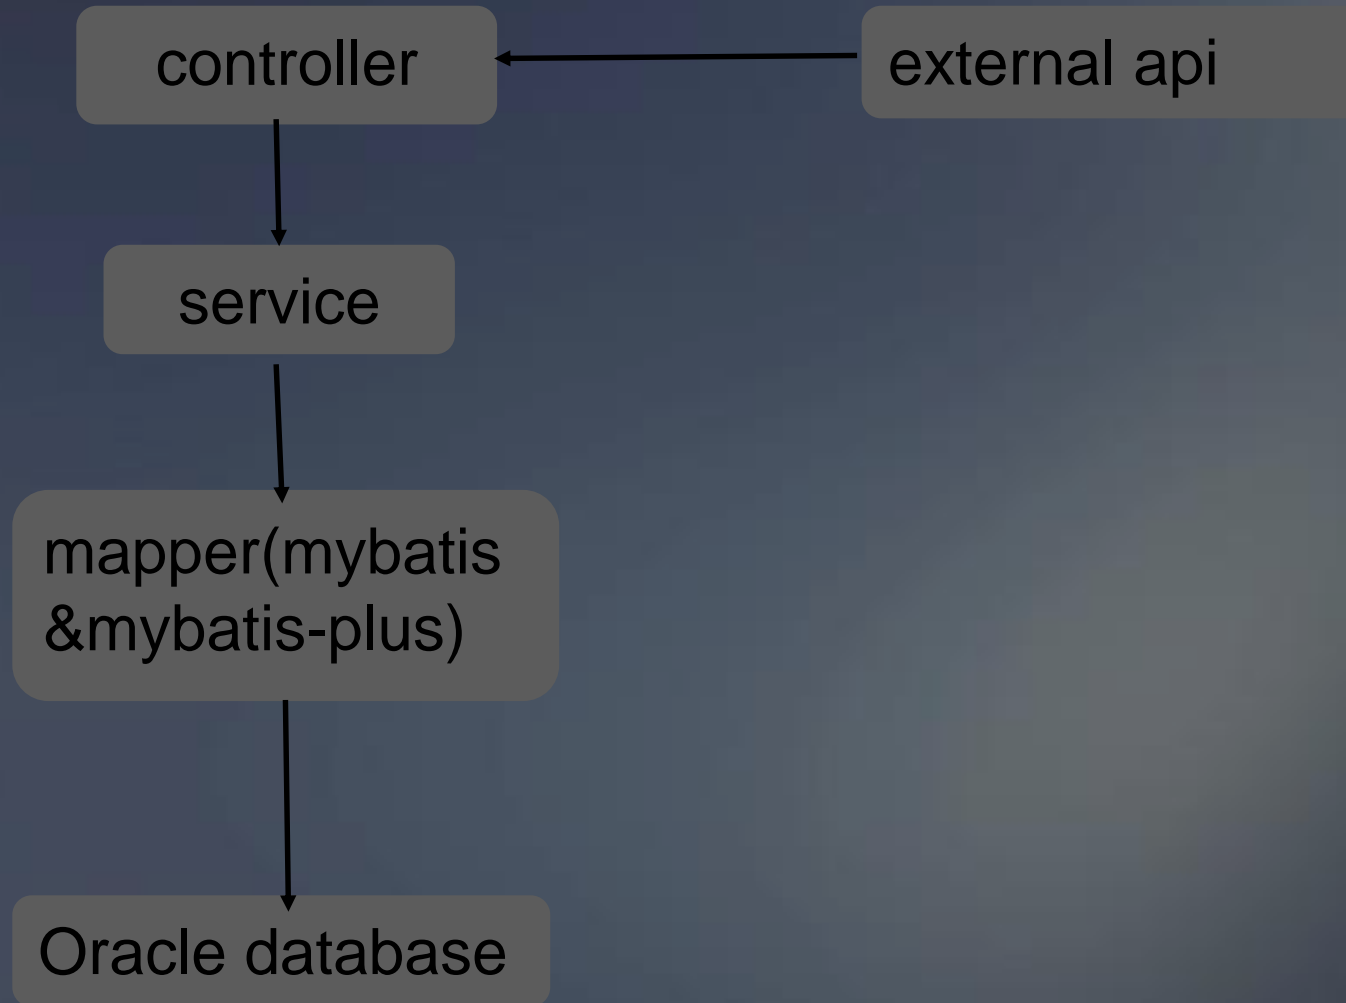 controller
external api
service
mapper(mybatis
&mybatis-plus)
Oracle database